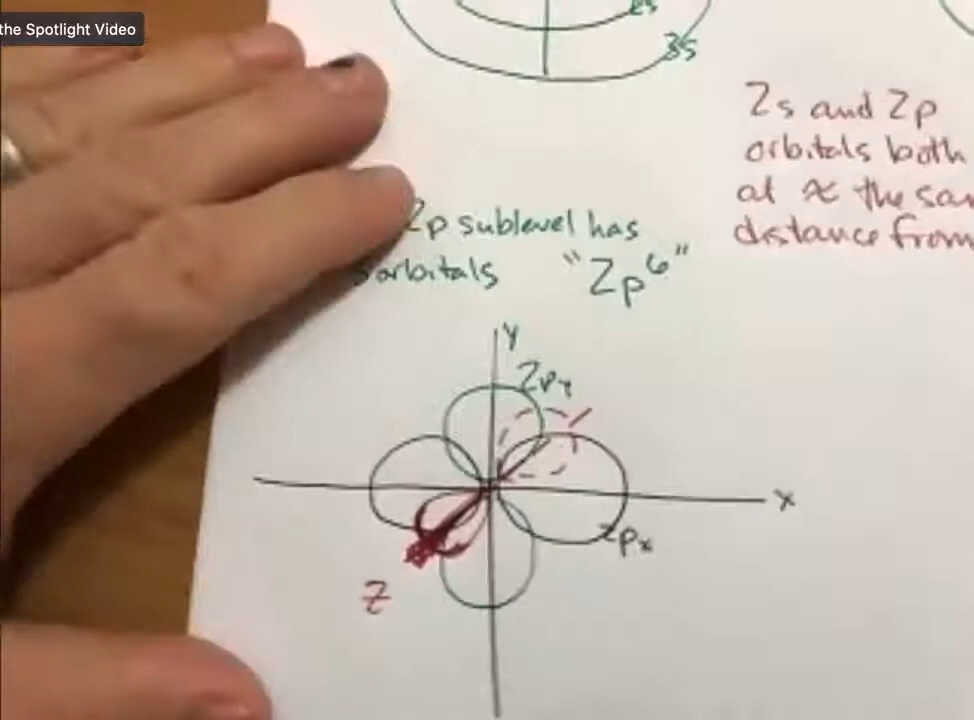 the Spotlight Video
2s
3s
2s and 2p
orbitals both
at ≈ the sa
distance from
2p sublevel has
orbitals "2p⁶"
y
2py
x
2px
z